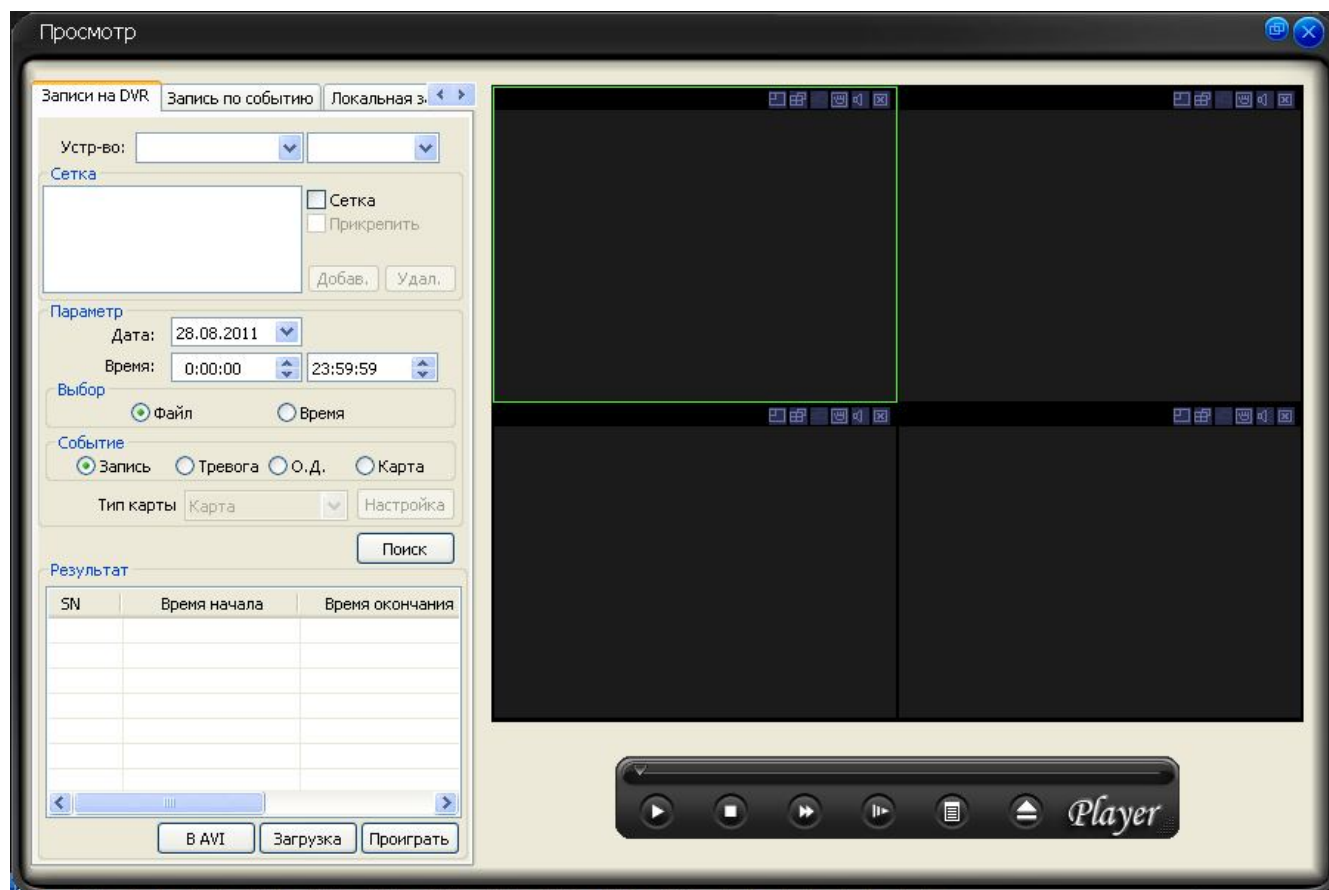 Просмотр
Записи на DVR Запись по событию Локальная з
Устр-во:
Сетка
Сетка
Прикрепить
Добав. Удал.
Параметр
Дата: 28.08.2011
Время: 0:00:00 23:59:59
Выбор
Файл Время
Событие
Запись Тревога О.Д. Карта
Тип карты Карта Настройка
Поиск
Результат
SN Время начала Время окончания
В AVI Загрузка Проиграть
Player